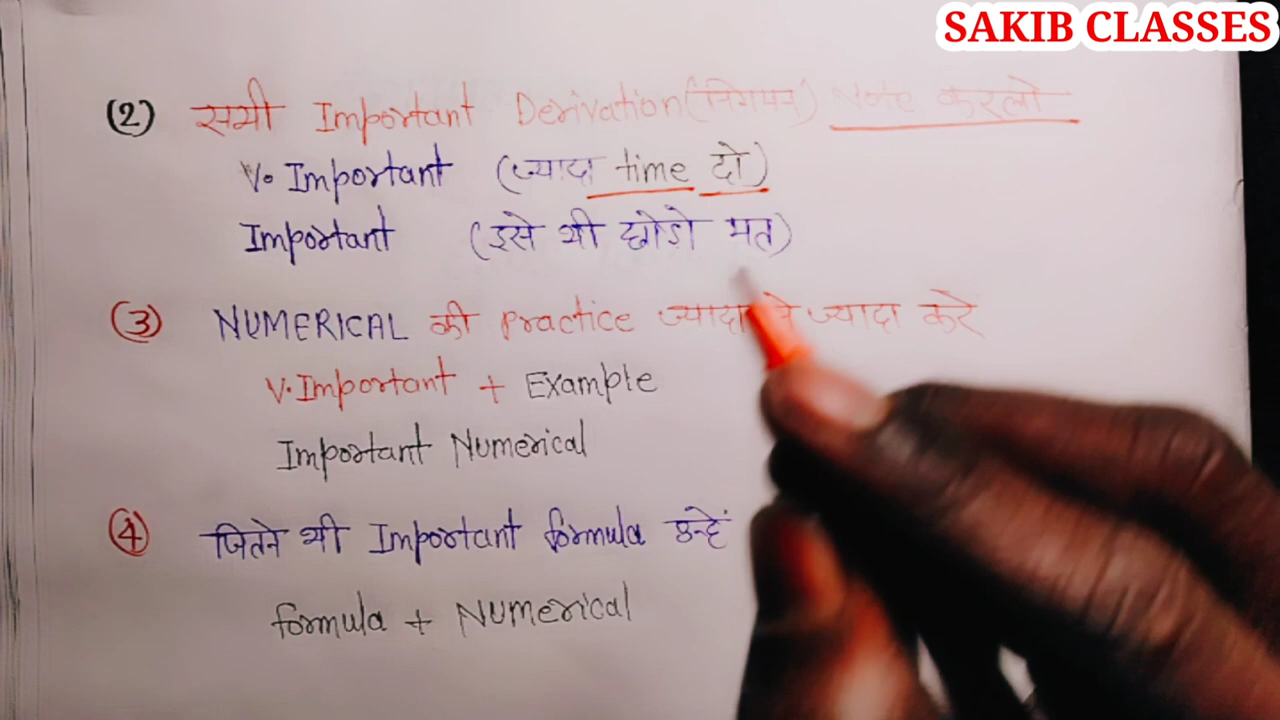 SAKIB CLASSES
(2) सभी Important Derivation (निगमन) Note करलो
V. Important (ज्यादा time दो)
Important (इसे भी छोडो मत)
(3) NUMERICAL की practice ज्यादा से ज्यादा करे
V. Important + Example
Important Numerical
(4) जितने भी Important formula उन्हें
formula + Numerical